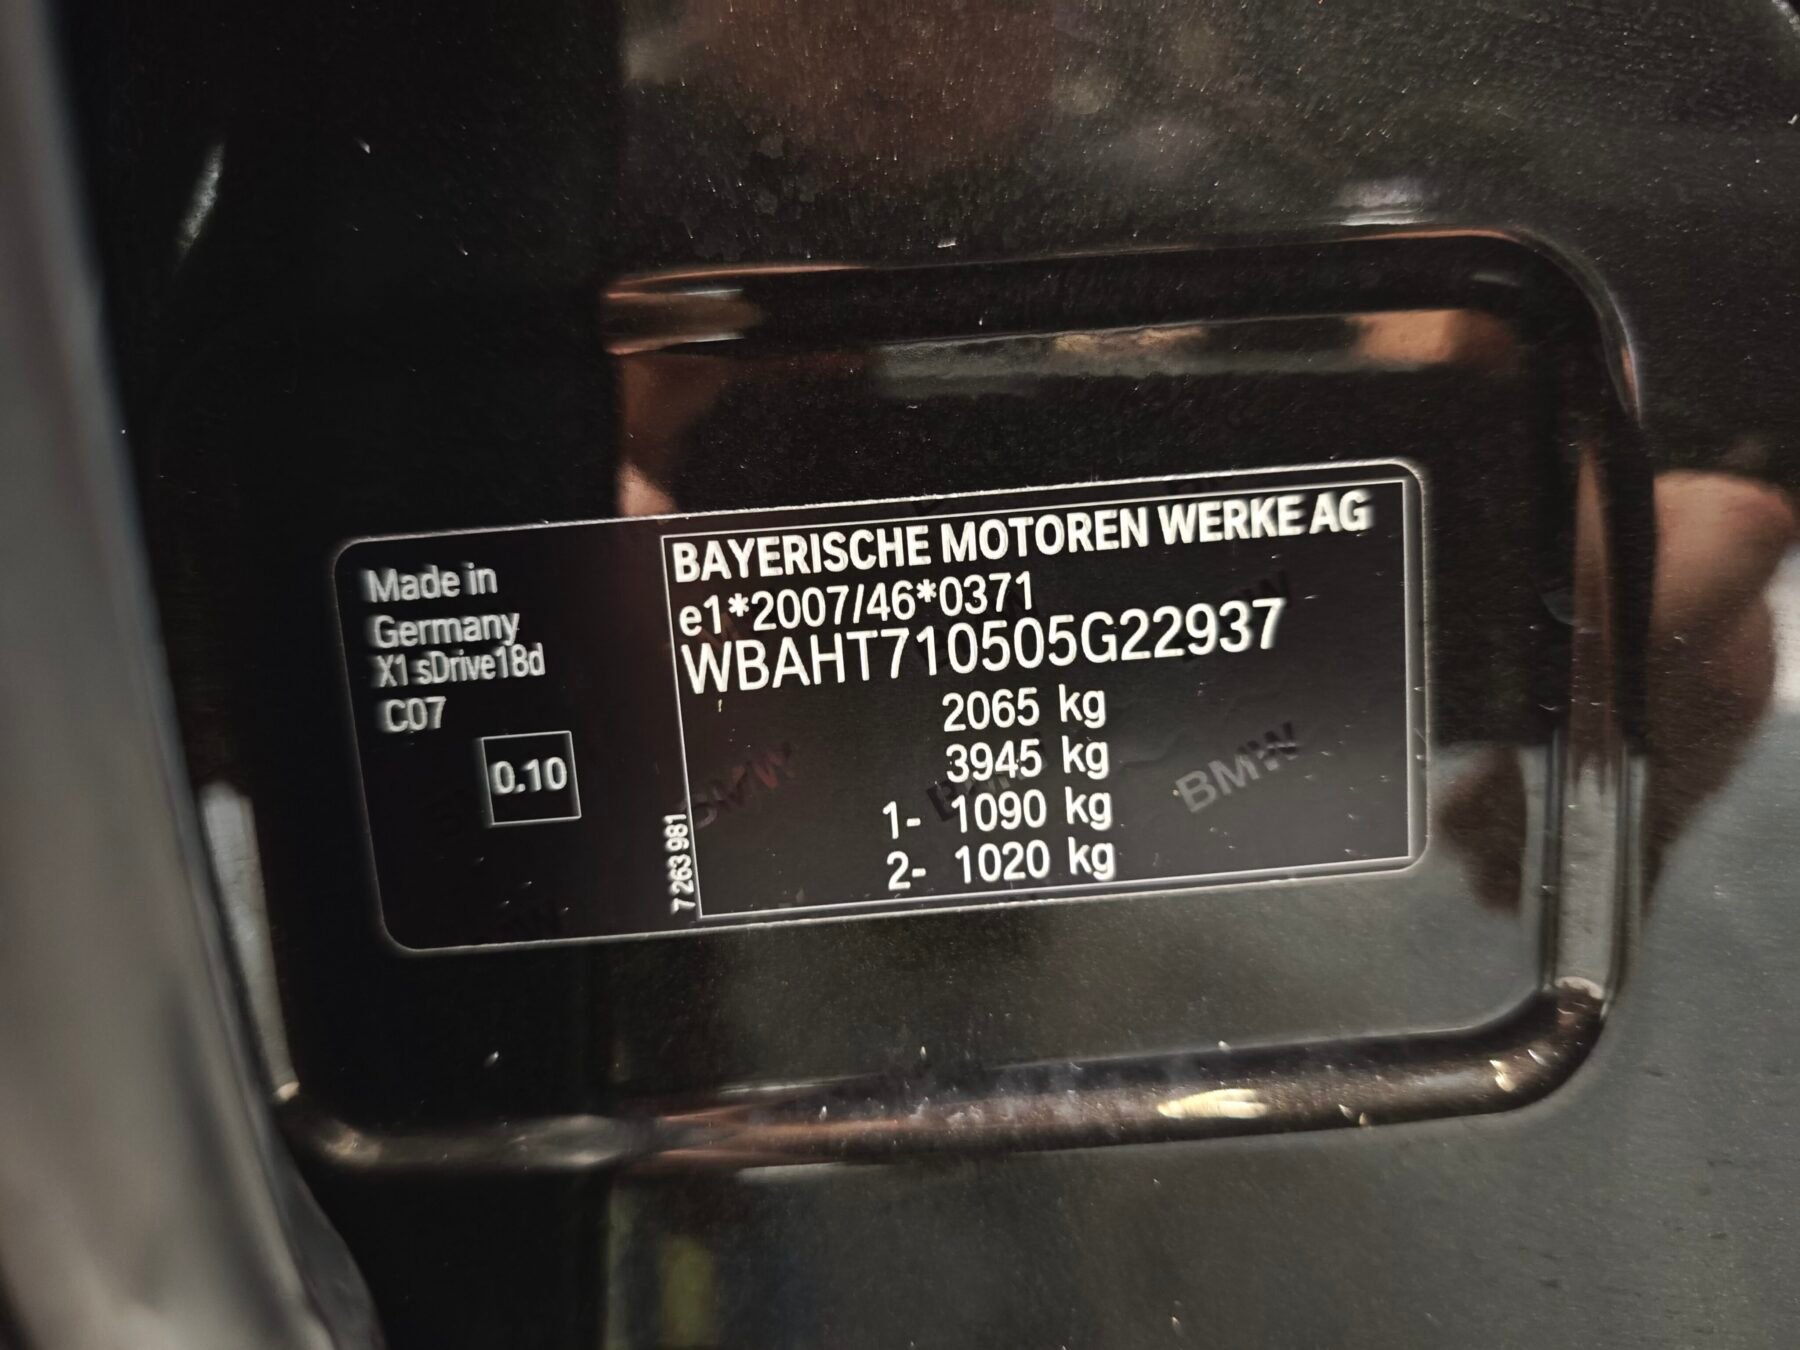 Made in
Germany
X1 sDrive18d
C07
0.10
7 263 981
BAYERISCHE MOTOREN WERKE AG
e1*2007/46*0371
WBAHT710505G22937
2065 kg
3945 kg
1- 1090 kg
2- 1020 kg
BMW
BMW